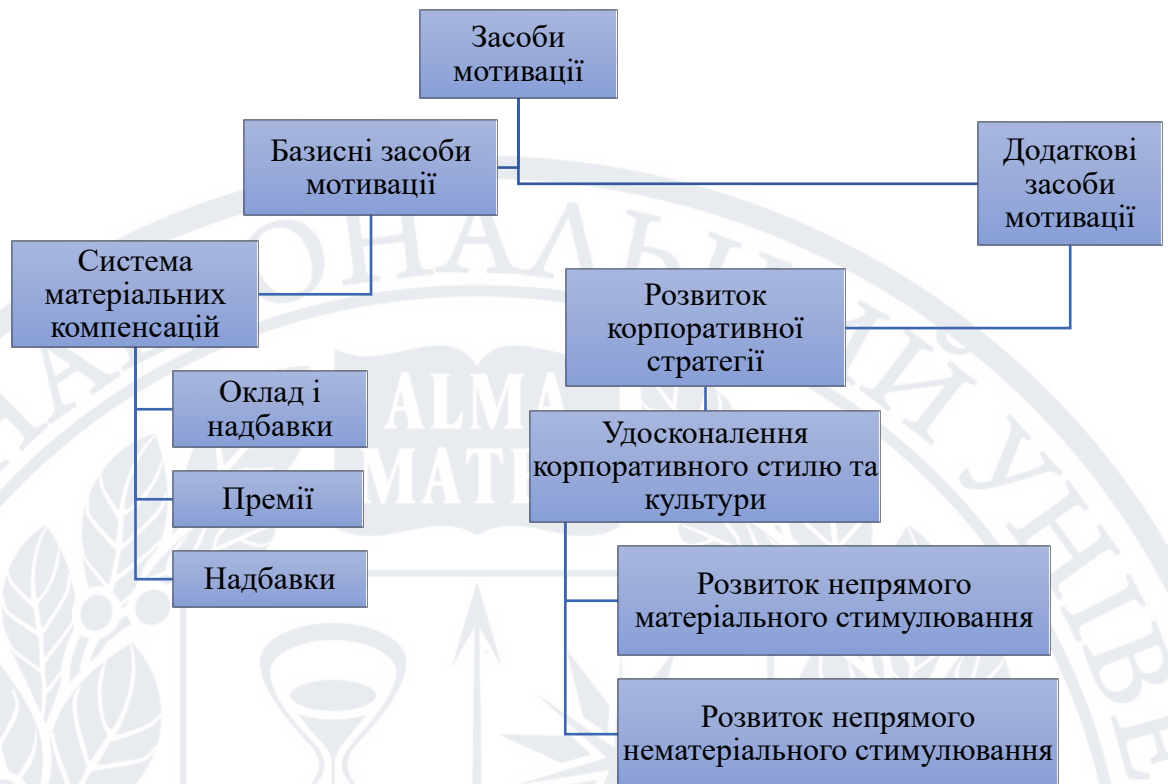 Засоби
мотивації
Базисні засоби
мотивації
Додаткові
засоби
мотивації
Система
матеріальних
компенсацій
Розвиток
корпоративної
стратегії
Оклад і
надбавки
Удосконалення
корпоративного стилю та
культури
Премії
Надбавки
Розвиток непрямого
матеріального стимулювання
Розвиток непрямого
нематеріального стимулювання
ALMA